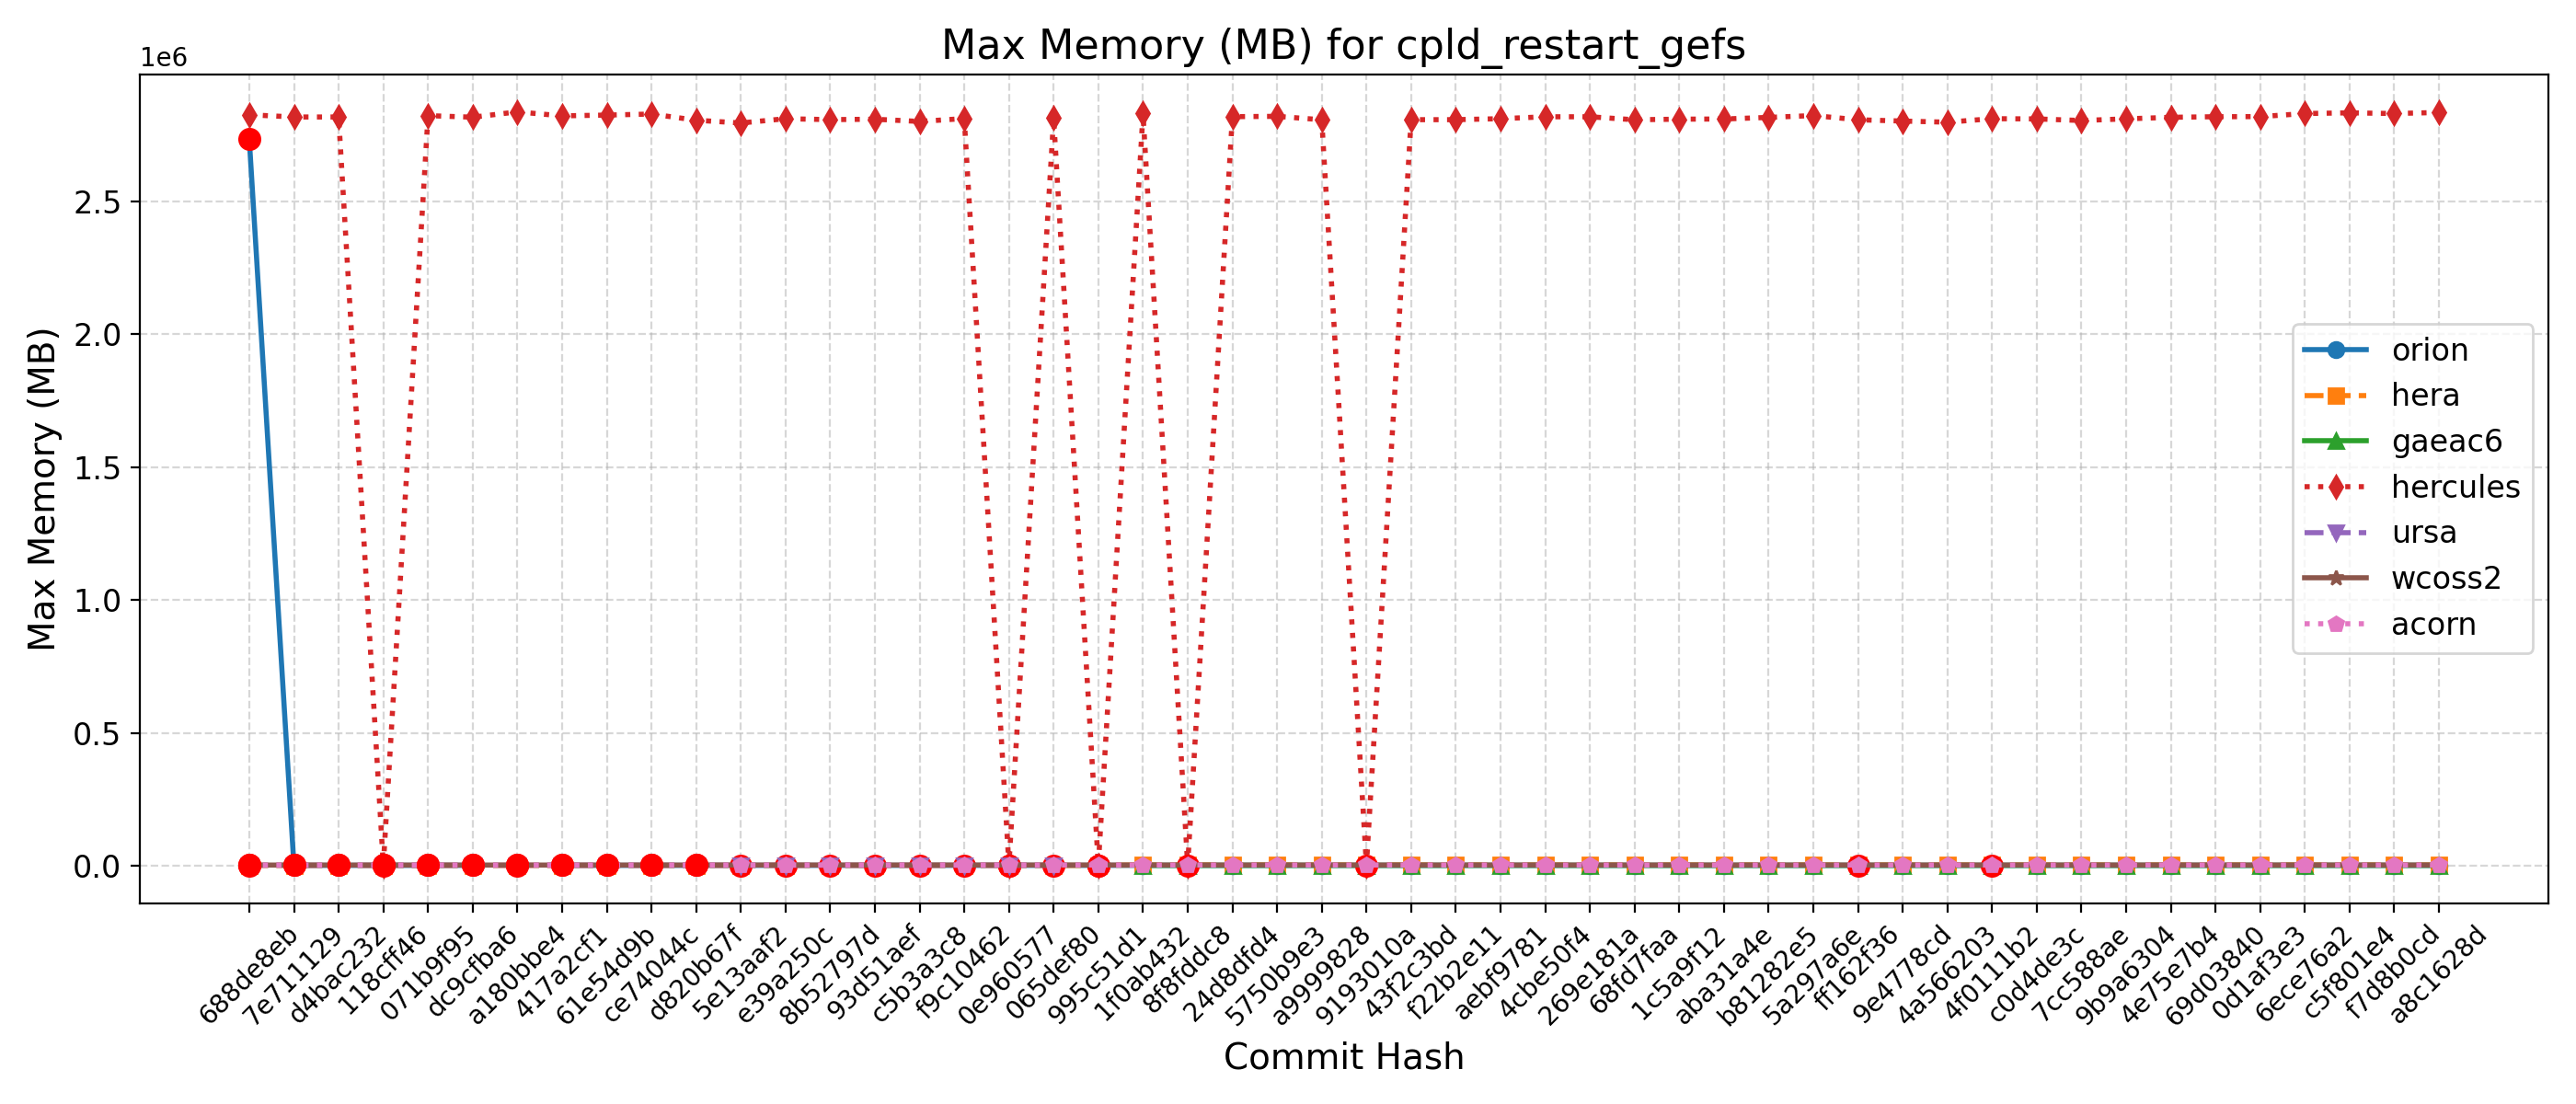 Max Memory (MB) for cpld_restart_gefs
1e6
Max Memory (MB)
2.5
2.0
1.5
1.0
0.5
0.0
orion
hera
gaeac6
hercules
ursa
wcoss2
acorn
688de8eb
7e711129
d4bac232
118cff46
071b9f95
dc9cfba6
a180bbe4
417a2cf1
61e54d9b
ce74044c
d820b67f
5e13aaf2
e39a250c
8b52797d
93d51aef
c5b3a3c8
f9c10462
0e960577
065def80
995c51d1
1f0ab432
8f8fddc8
24d8dfd4
5750b9e3
a9999828
9193010a
43f2c3bd
f22b2e11
aebf9781
4cbe50f4
269e181a
68fd7faa
1c5a9f12
aba31a4e
b81282e5
5a297a6e
ff162f36
9e4778cd
4a566203
4f0111b2
c0d4de3c
7cc588ae
9b9a6304
4e75e7b4
69d03840
0d1af3e3
6ece76a2
c5f801e4
f7d8b0cd
a8c1628d
Commit Hash